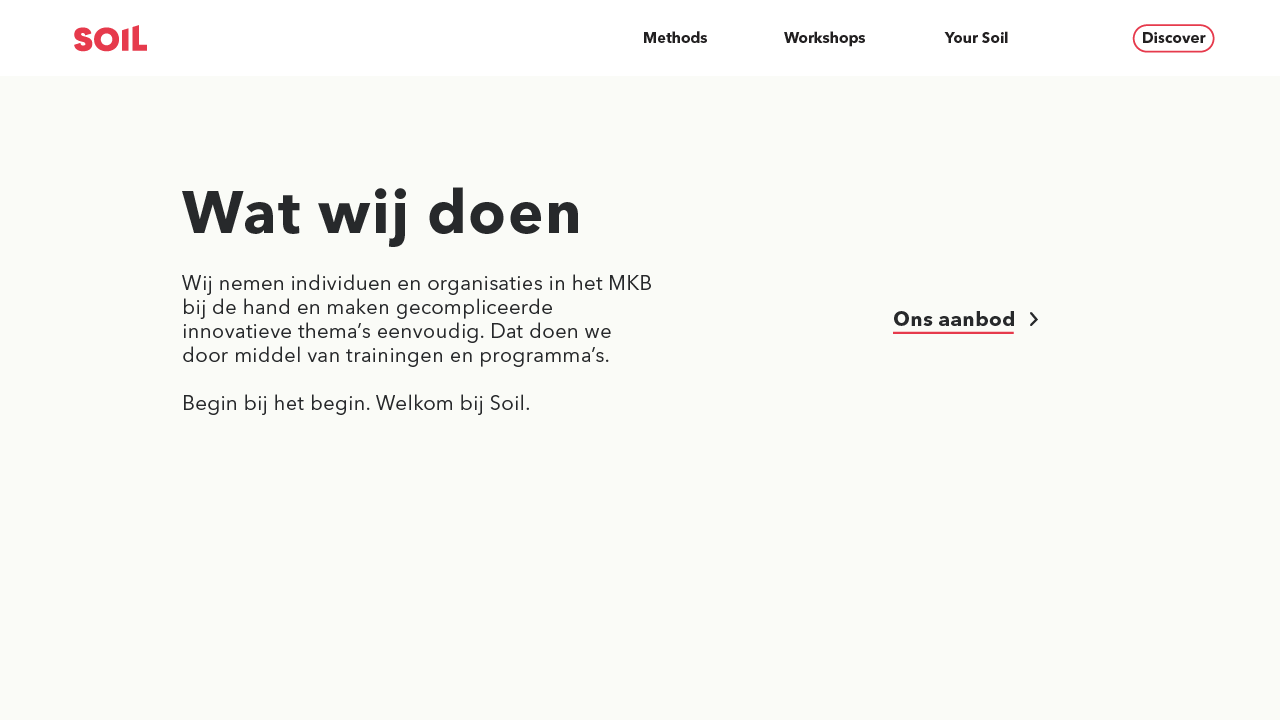 SOIL
Methods
Workshops
Your Soil
Discover
Wat wij doen
Wij nemen individuen en organisaties in het MKB
bij de hand en maken gecompliceerde
innovatieve thema’s eenvoudig. Dat doen we
door middel van trainingen en programma’s.
Begin bij het begin. Welkom bij Soil.
Ons aanbod